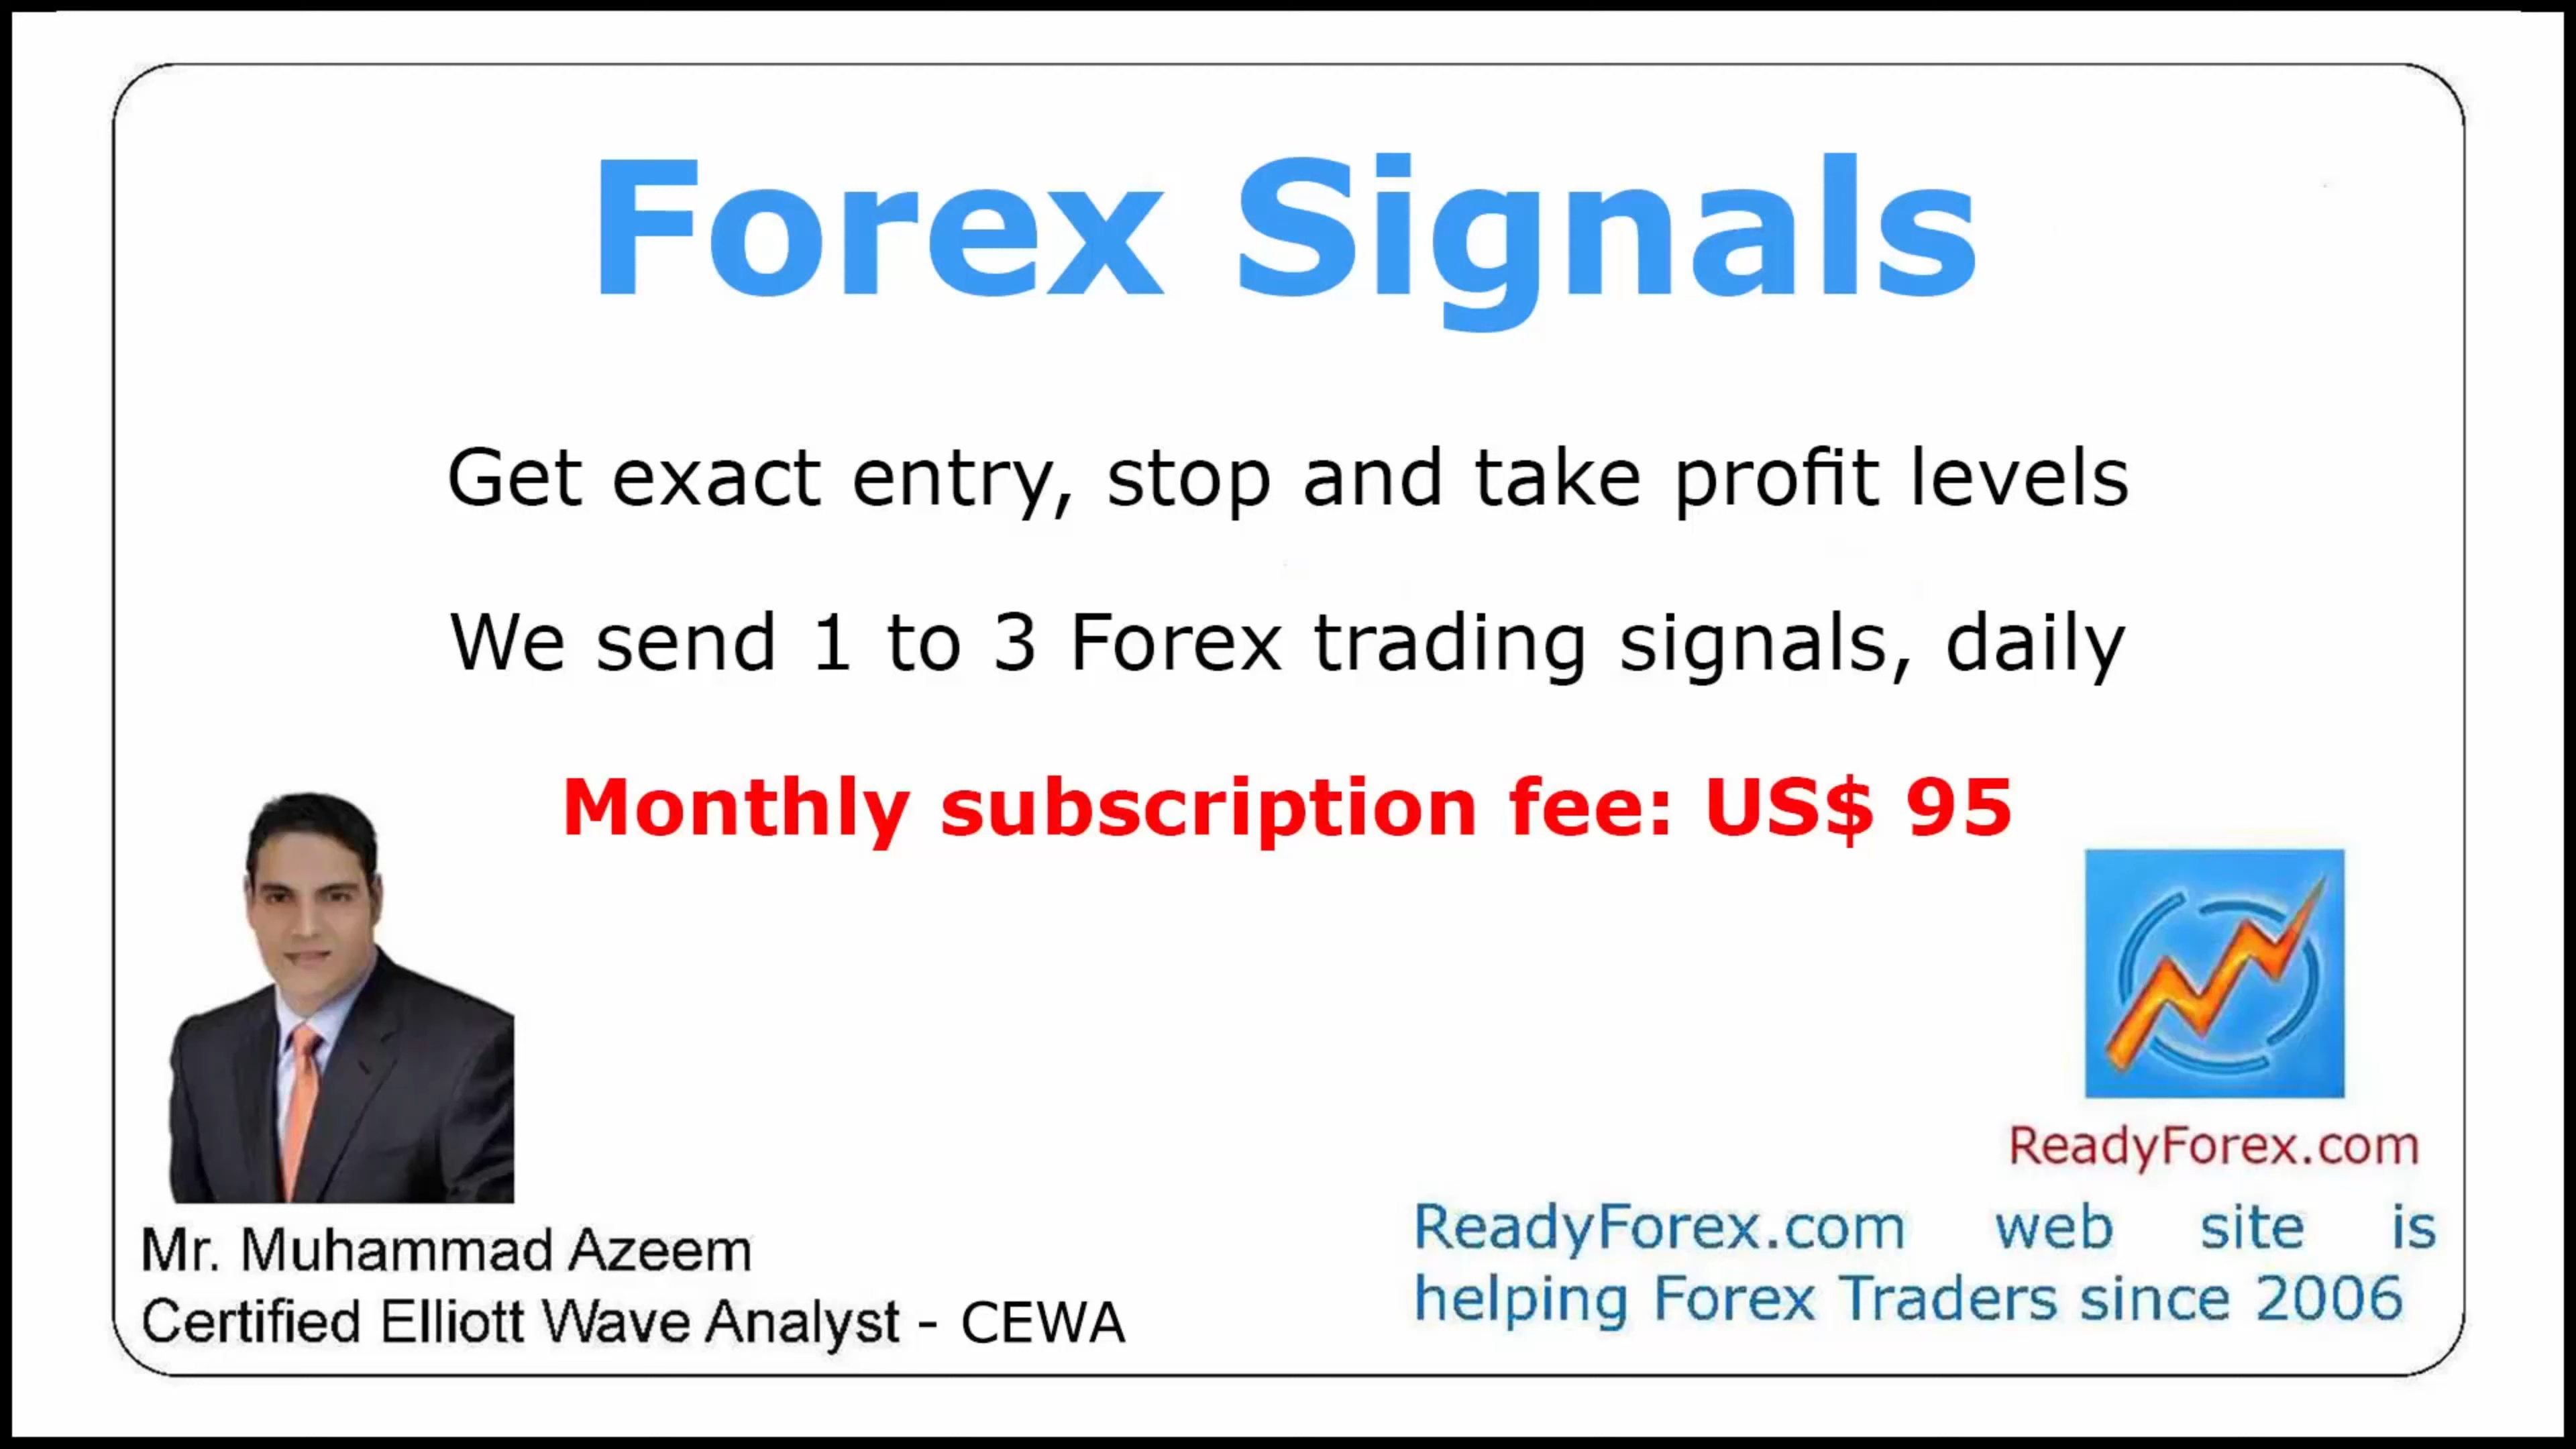 Forex Signals
Get exact entry, stop and take profit levels
We send 1 to 3 Forex trading signals, daily
Monthly subscription fee: US$ 95
Mr. Muhammad Azeem
Certified Elliott Wave Analyst - CEWA
ReadyForex.com
ReadyForex.com web site is
helping Forex Traders since 2006